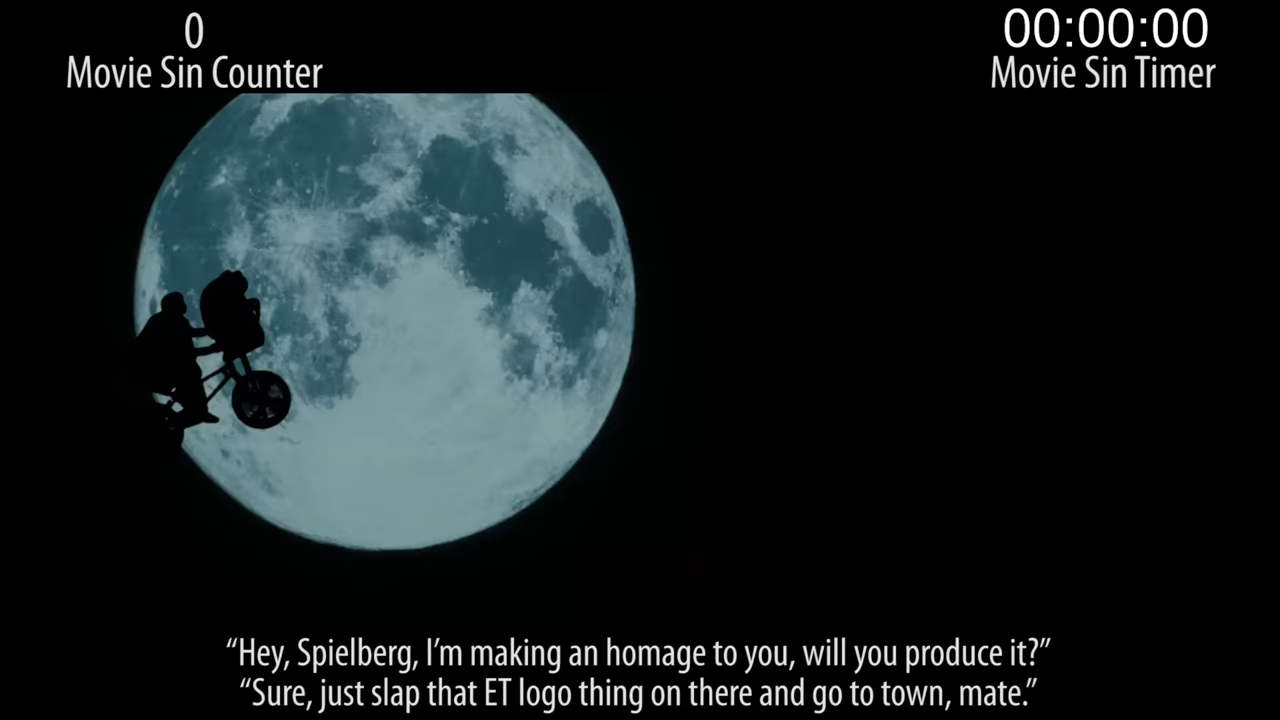 0
Movie Sin Counter
00:00:00
Movie Sin Timer
“Hey, Spielberg, I’m making an homage to you, will you produce it?”
“Sure, just slap that ET logo thing on there and go to town, mate.”